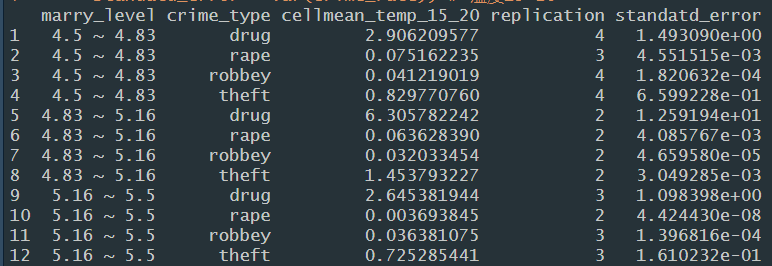 marry_level crime_type cellmean_temp_15_20 replication standatd_error
1 4.5 ~ 4.83 drug 2.906209577 4 1.493090e+00
2 4.5 ~ 4.83 rape 0.075162235 3 4.551515e-03
3 4.5 ~ 4.83 robbey 0.041219019 4 1.820632e-04
4 4.5 ~ 4.83 theft 0.829770760 4 6.599228e-01
5 4.83 ~ 5.16 drug 6.305782242 2 1.259194e+01
6 4.83 ~ 5.16 rape 0.063628390 2 4.085767e-03
7 4.83 ~ 5.16 robbey 0.032033454 2 4.659580e-05
8 4.83 ~ 5.16 theft 1.453793227 2 3.049285e-03
9 5.16 ~ 5.5 drug 2.645381944 3 1.098398e+00
10 5.16 ~ 5.5 rape 0.003693845 2 4.424430e-08
11 5.16 ~ 5.5 robbey 0.036381075 3 1.396816e-04
12 5.16 ~ 5.5 theft 0.725285441 3 1.610232e-01